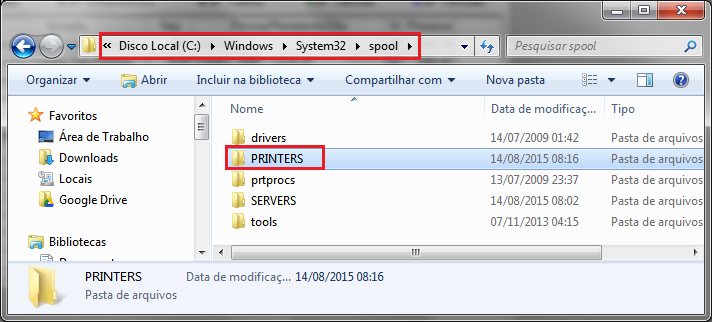 « Disco Local (C:) Windows System32 spool
Pesquisar spool
Organizar Abrir Incluir na biblioteca Compartilhar com Nova pasta
Favoritos
Área de Trabalho
Downloads
Locais
Google Drive
Bibliotecas
Nome Data de modificaç... Tipo
drivers 14/07/2009 01:42 Pasta de arquivos
PRINTERS 14/08/2015 08:16 Pasta de arquivos
prtprocs 13/07/2009 23:37 Pasta de arquivos
SERVERS 14/08/2015 08:02 Pasta de arquivos
tools 07/11/2013 04:15 Pasta de arquivos
PRINTERS Data de modificaç... 14/08/2015 08:16
Pasta de arquivos